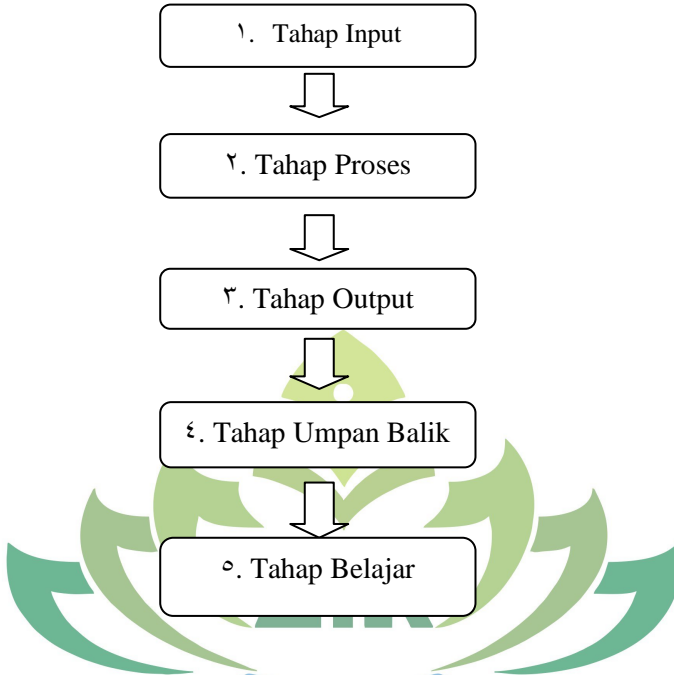 ١. Tahap Input
٢. Tahap Proses
٣. Tahap Output
٤. Tahap Umpan Balik
٥. Tahap Belajar